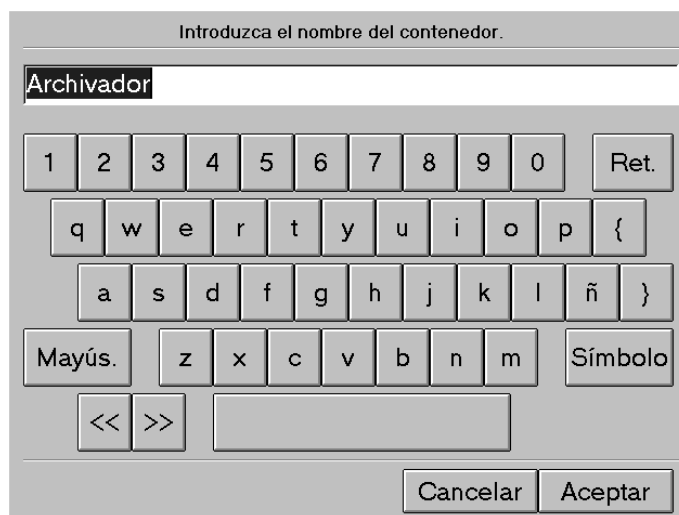 Introduzca el nombre del contenedor.
Archivador
1 2 3 4 5 6 7 8 9 0 Ret.
q w e r t y u i o p {
a s d f g h j k l ñ }
Mayús. z x c v b n m Símbolo
<< >>
Cancelar Aceptar